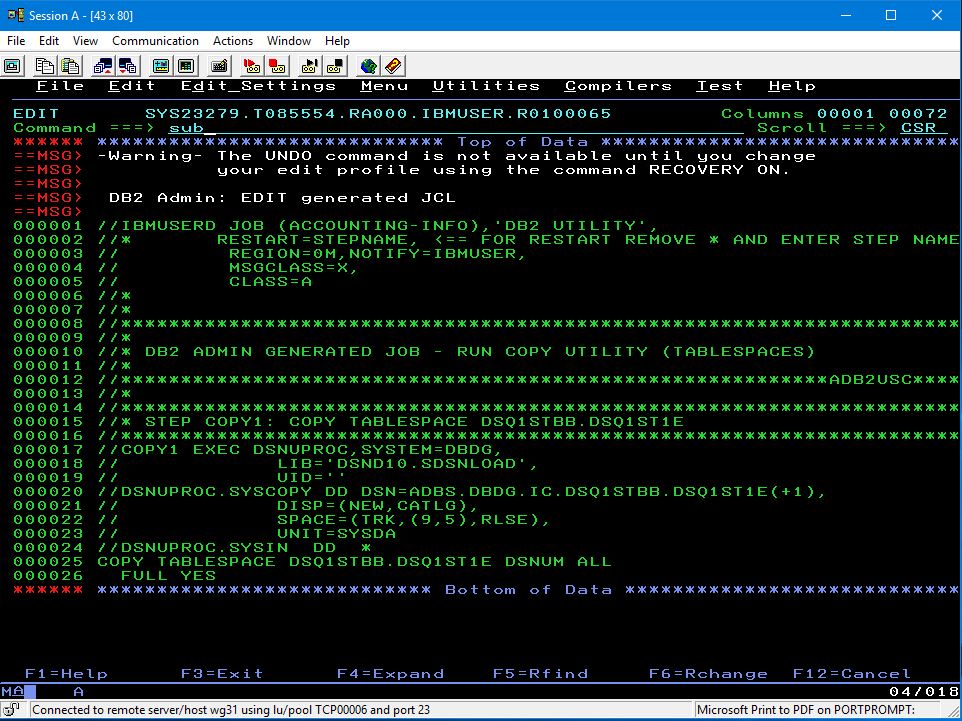 Session A - [43 x 80]
File Edit View Communication Actions Window Help
File Edit Edit_Settings Menu Utilities Compilers Test Help
EDIT SYS23279.T085554.RA000.IBMUSER.R0100065 Columns 00001 00072
Command ===> sub_ Scroll ===> CSR
****** **************************** Top of Data ******************************
==MSG> -Warning- The UNDO command is not available until you change
==MSG> your edit profile using the command RECOVERY ON.
==MSG>
==MSG> DB2 Admin: EDIT generated JCL
==MSG>
000001 //IBMUSERD JOB (ACCOUNTING-INFO),'DB2 UTILITY',
000002 //* RESTART=STEPNAME, <== FOR RESTART REMOVE * AND ENTER STEP NAME
000003 // REGION=0M,NOTIFY=IBMUSER,
000004 // MSGCLASS=X,
000005 // CLASS=A
000006 //*
000007 //*
000008 //**********************************************************************
000009 //*
000010 //* DB2 ADMIN GENERATED JOB - RUN COPY UTILITY (TABLESPACES)
000011 //*
000012 //***********************************************************ADB2USC****
000013 //*
000014 //**********************************************************************
000015 //* STEP COPY1: COPY TABLESPACE DSQ1STBB.DSQ1ST1E
000016 //**********************************************************************
000017 //COPY1 EXEC DSNUPROC,SYSTEM=DBDG,
000018 // LIB='DSND10.SDSNLOAD',
000019 // UID=''
000020 //DSNUPROC.SYSCOPY DD DSN=ADBS.DBDG.IC.DSQ1STBB.DSQ1ST1E(+1),
000021 // DISP=(NEW,CATLG),
000022 // SPACE=(TRK,(9,5),RLSE),
000023 // UNIT=SYSDA
000024 //DSNUPROC.SYSIN DD *
000025 COPY TABLESPACE DSQ1STBB.DSQ1ST1E DSNUM ALL
000026 FULL YES
****** **************************** Bottom of Data ****************************
F1=Help F3=Exit F4=Expand F5=Rfind F6=Rchange F12=Cancel
MA A 04/018
Connected to remote server/host wg31 using lu/pool TCP00006 and port 23 Microsoft Print to PDF on PORTPROMPT: